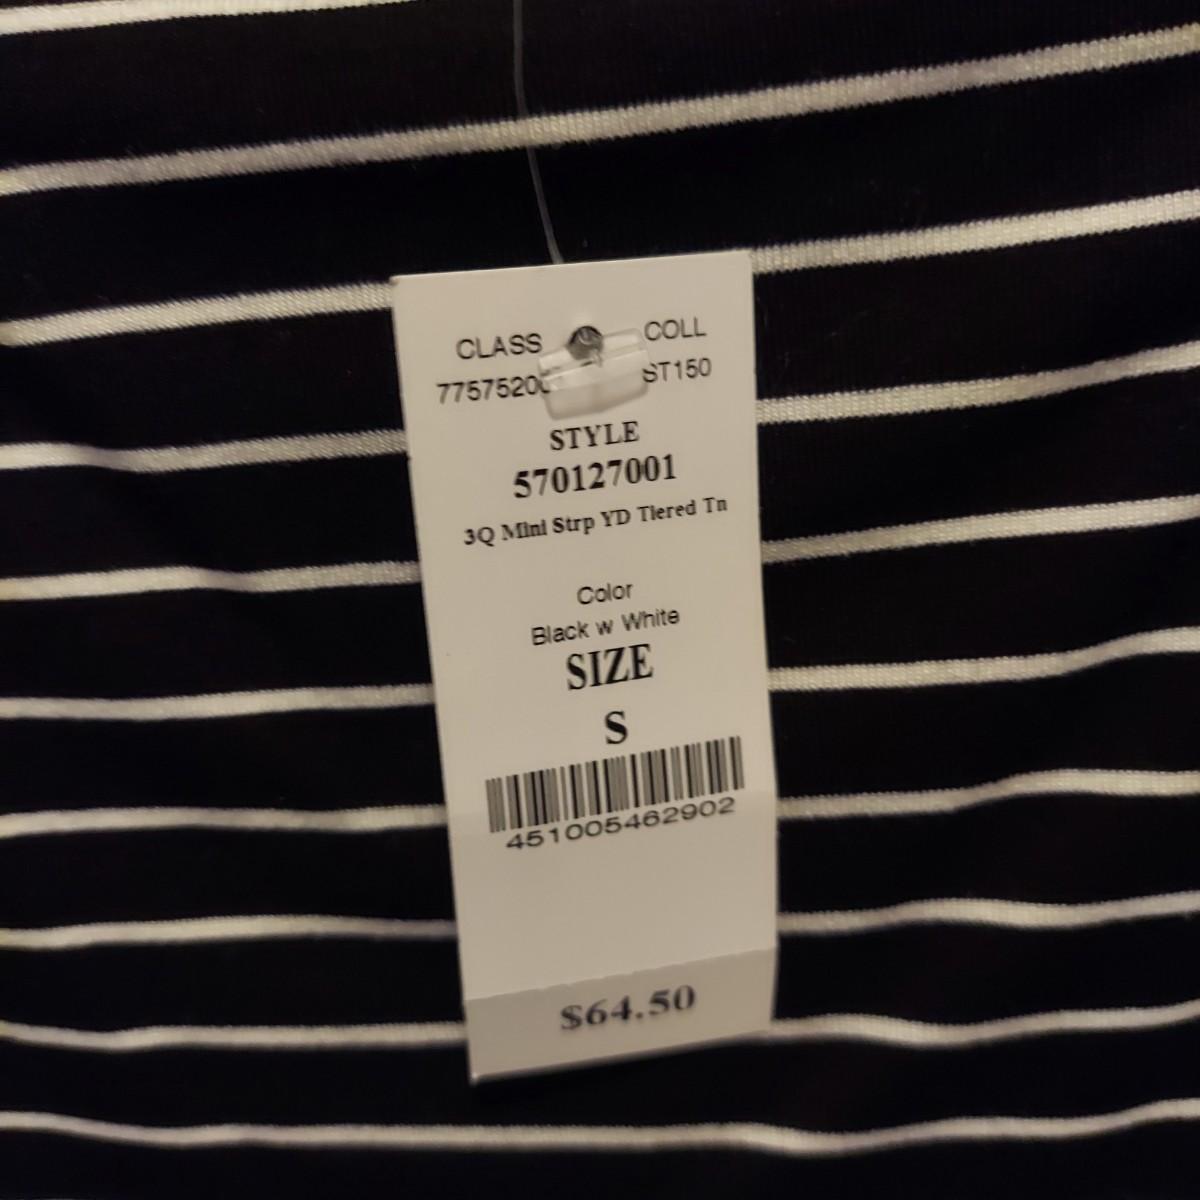 CLASS COLL
ST150
STYLE
570127001
3Q Mini Strp YD Tiered Tn
Color
Black w White
SIZE
S
451005462902
$64.50